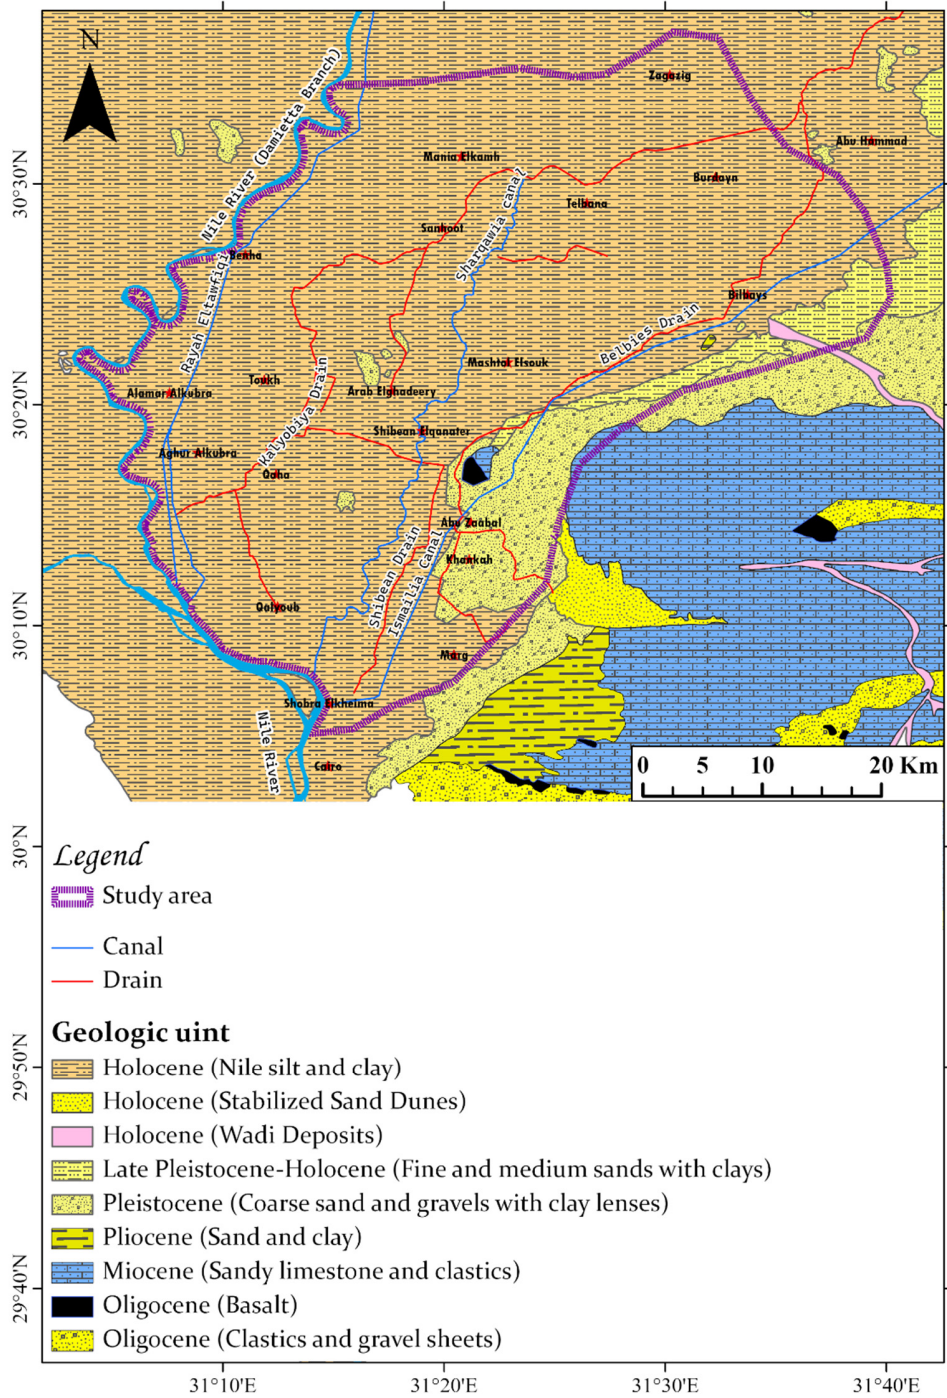 N
Nile River (Damietta Branch)
Zagazig
Abu Hammad
Mania Elkamh
Burdayn
Telbana
Sanhoot
Sharqawia canal
Benha
Rayah Eltawfiqi
Bilbays
Belbies Drain
Mashtol Elsouk
Toukh
Arab Elghadeery
Alamar Alkubra
Kalyobiya Drain
Shibean Elqanater
Aghur Alkubra
Qaha
Abu Zaabal
Khankah
Shibean Drain
Ismailia Canal
Qalyoub
Marg
Shobra Elkheima
Nile River
Cairo
0 5 10 20 Km
30°30'N
30°20'N
30°10'N
30°N
29°50'N
29°40'N
Legend
Study area
Canal
Drain
Geologic uint
Holocene (Nile silt and clay)
Holocene (Stabilized Sand Dunes)
Holocene (Wadi Deposits)
Late Pleistocene-Holocene (Fine and medium sands with clays)
Pleistocene (Coarse sand and gravels with clay lenses)
Pliocene (Sand and clay)
Miocene (Sandy limestone and clastics)
Oligocene (Basalt)
Oligocene (Clastics and gravel sheets)
31°10'E 31°20'E 31°30'E 31°40'E